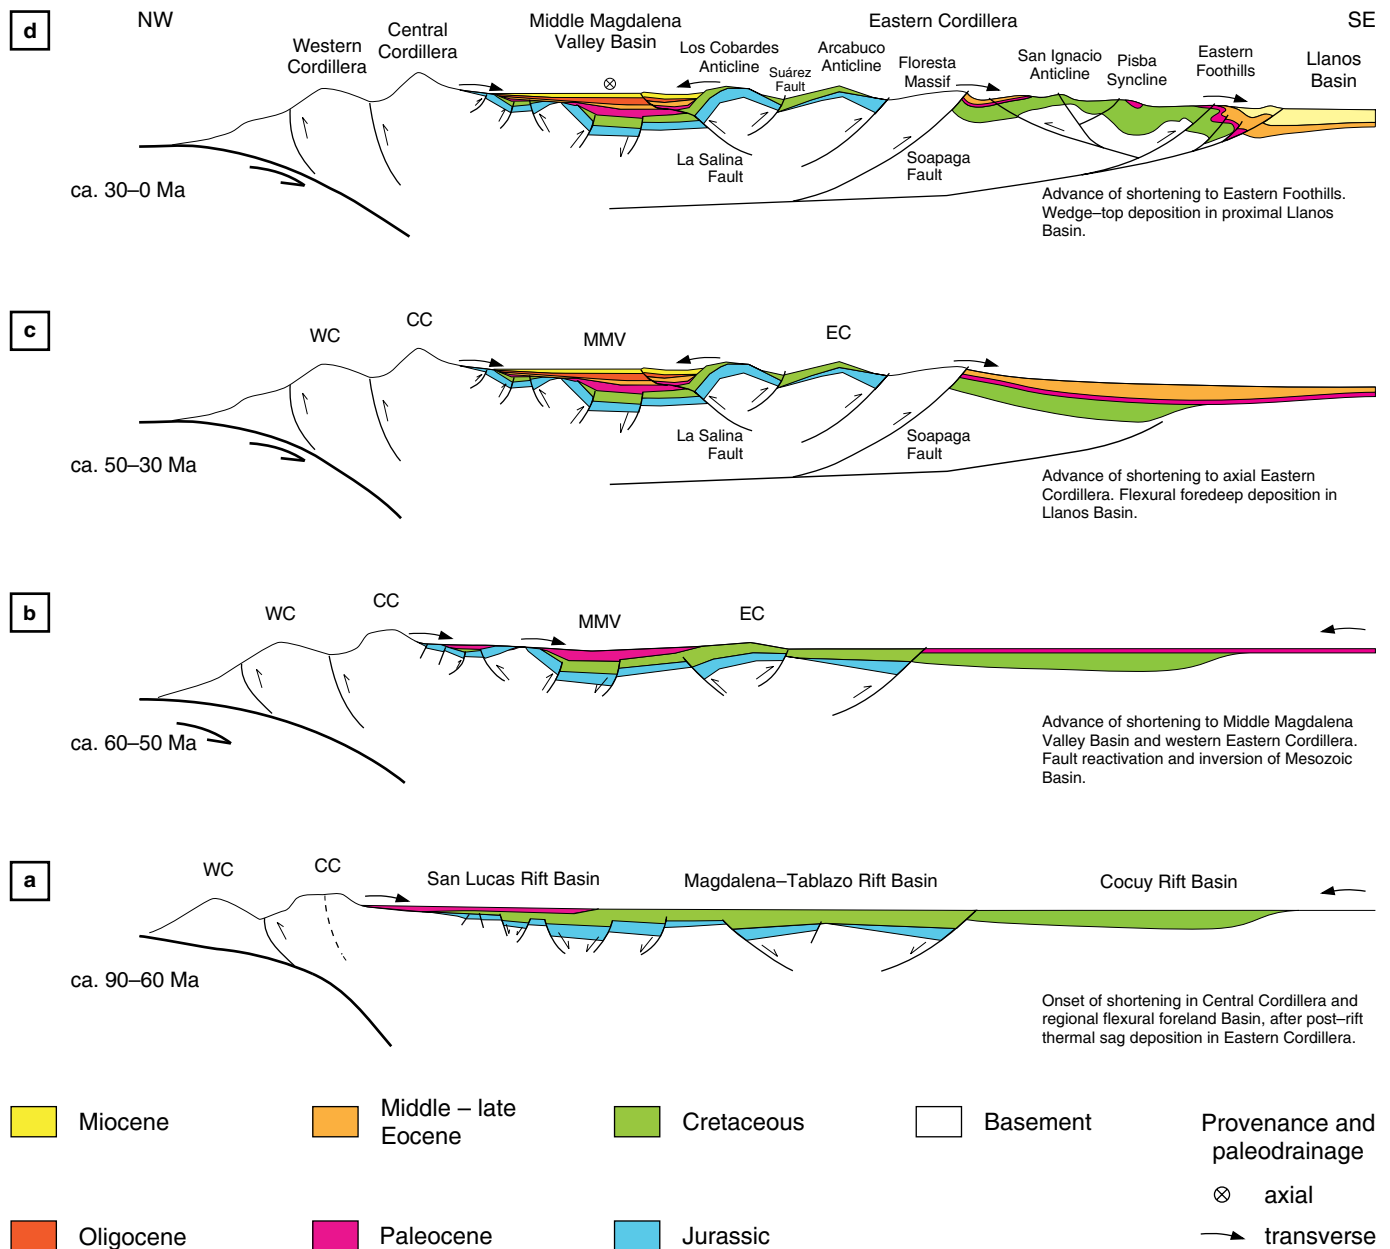 d
NW
Western
Cordillera
Central
Cordillera
Middle Magdalena
Valley Basin
Los Cobardes
Anticline
Suárez
Fault
Eastern Cordillera
Arcabuco
Anticline
Floresta
Massif
San Ignacio
Anticline
Pisba
Syncline
Eastern
Foothills
SE
Llanos
Basin
La Salina
Fault
Soapaga
Fault
ca. 30–0 Ma
Advance of shortening to Eastern Foothills.
Wedge–top deposition in proximal Llanos
Basin.
c
WC
CC
MMV
EC
La Salina
Fault
Soapaga
Fault
ca. 50–30 Ma
Advance of shortening to axial Eastern
Cordillera. Flexural foredeep deposition in
Llanos Basin.
b
WC
CC
MMV
EC
ca. 60–50 Ma
Advance of shortening to Middle Magdalena
Valley Basin and western Eastern Cordillera.
Fault reactivation and inversion of Mesozoic
Basin.
a
WC
CC
San Lucas Rift Basin
Magdalena–Tablazo Rift Basin
Cocuy Rift Basin
ca. 90–60 Ma
Onset of shortening in Central Cordillera and
regional flexural foreland Basin, after post–rift
thermal sag deposition in Eastern Cordillera.
Miocene
Middle – late
Eocene
Cretaceous
Basement
Provenance and
paleodrainage
axial
Oligocene
Paleocene
Jurassic
transverse